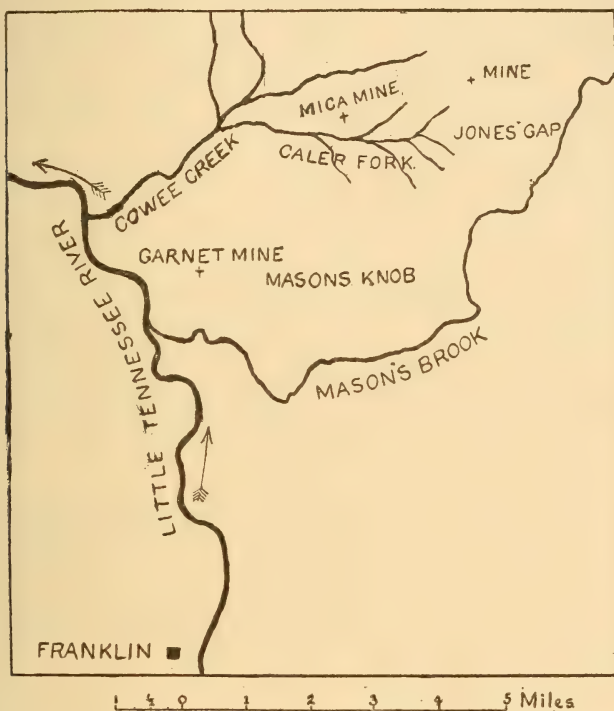 MINE
MICA MINE
JONES' GAP
CALER FORK
COWEE CREEK
GARNET MINE
MASONS KNOB
MASON'S BROOK
LITTLE TENNESSEE RIVER
FRANKLIN
1 ½ 0 1 2 3 4 5 Miles